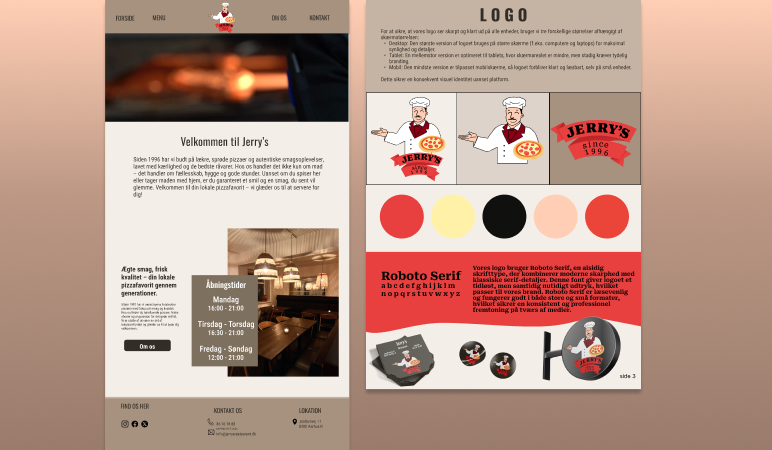 FORSIDE
MENU
OM OS
KONTAKT
Velkommen til Jerry's
Siden 1996 har vi budt på lækre, sprøde pizzaer og autentiske smagsoplevelser,
lavet med kærlighed og de bedste råvarer. Hos os handler det ikke kun om mad
– det handler om fællesskab, hygge og gode stunder. Uanset om du spiser her
eller tager maden med hjem, er du garanteret et smil og en smag, du sent vil
glemme. Velkommen til din lokale pizzafavorit – vi glæder os til at servere for
dig!
Ægte smag, frisk
kvalitet – din lokale
pizzafavorit gennem
generationer.
Om os
Åbningstider
Mandag
16:00 - 21:00
Tirsdag - Torsdag
16:30 - 21:00
Fredag - Søndag
12:00 - 21:00
FIND OS HER
KONTAKT OS
LOKATION
LOGO
For at sikre, at vores logo ser skarpt og klart ud på alle enheder, bruger vi tre forskellige størrelser afhængigt af
skærmstørrelser:
• Desktop: Den største version af logoet bruges på større skærme (f.eks. computere og laptops) for maksimal
synlighed og detaljer.
• Tablet: En mellemstor version er optimeret til tablets, hvor skærmarealet er mindre, men stadig kræver tydelig
branding.
• Mobil: Den mindste version er tilpasset mobilskærme, så logoet forbliver klart og læsbart, selv på små enheder.
Dette sikrer en konsekvent visuel identitet uanset platform.
JERRY'S
since
1996
JERRY'S
since
1996
Roboto Serif
abcdefghijklm
nopqrstuvwxyz
Vores logo bruger Roboto Serif, en alsidig
skrifttype, der kombinerer moderne skarphed med
klassiske serif-detaljer. Denne font giver logoet et
tidløst, men samtidig nutidigt udtryk, hvilket
passer til vores brand. Roboto Serif er læsevenlig
og fungerer godt i både store og små formater,
hvilket sikrer en konsistent og professionel
fremtoning på tværs af medier.
side 3